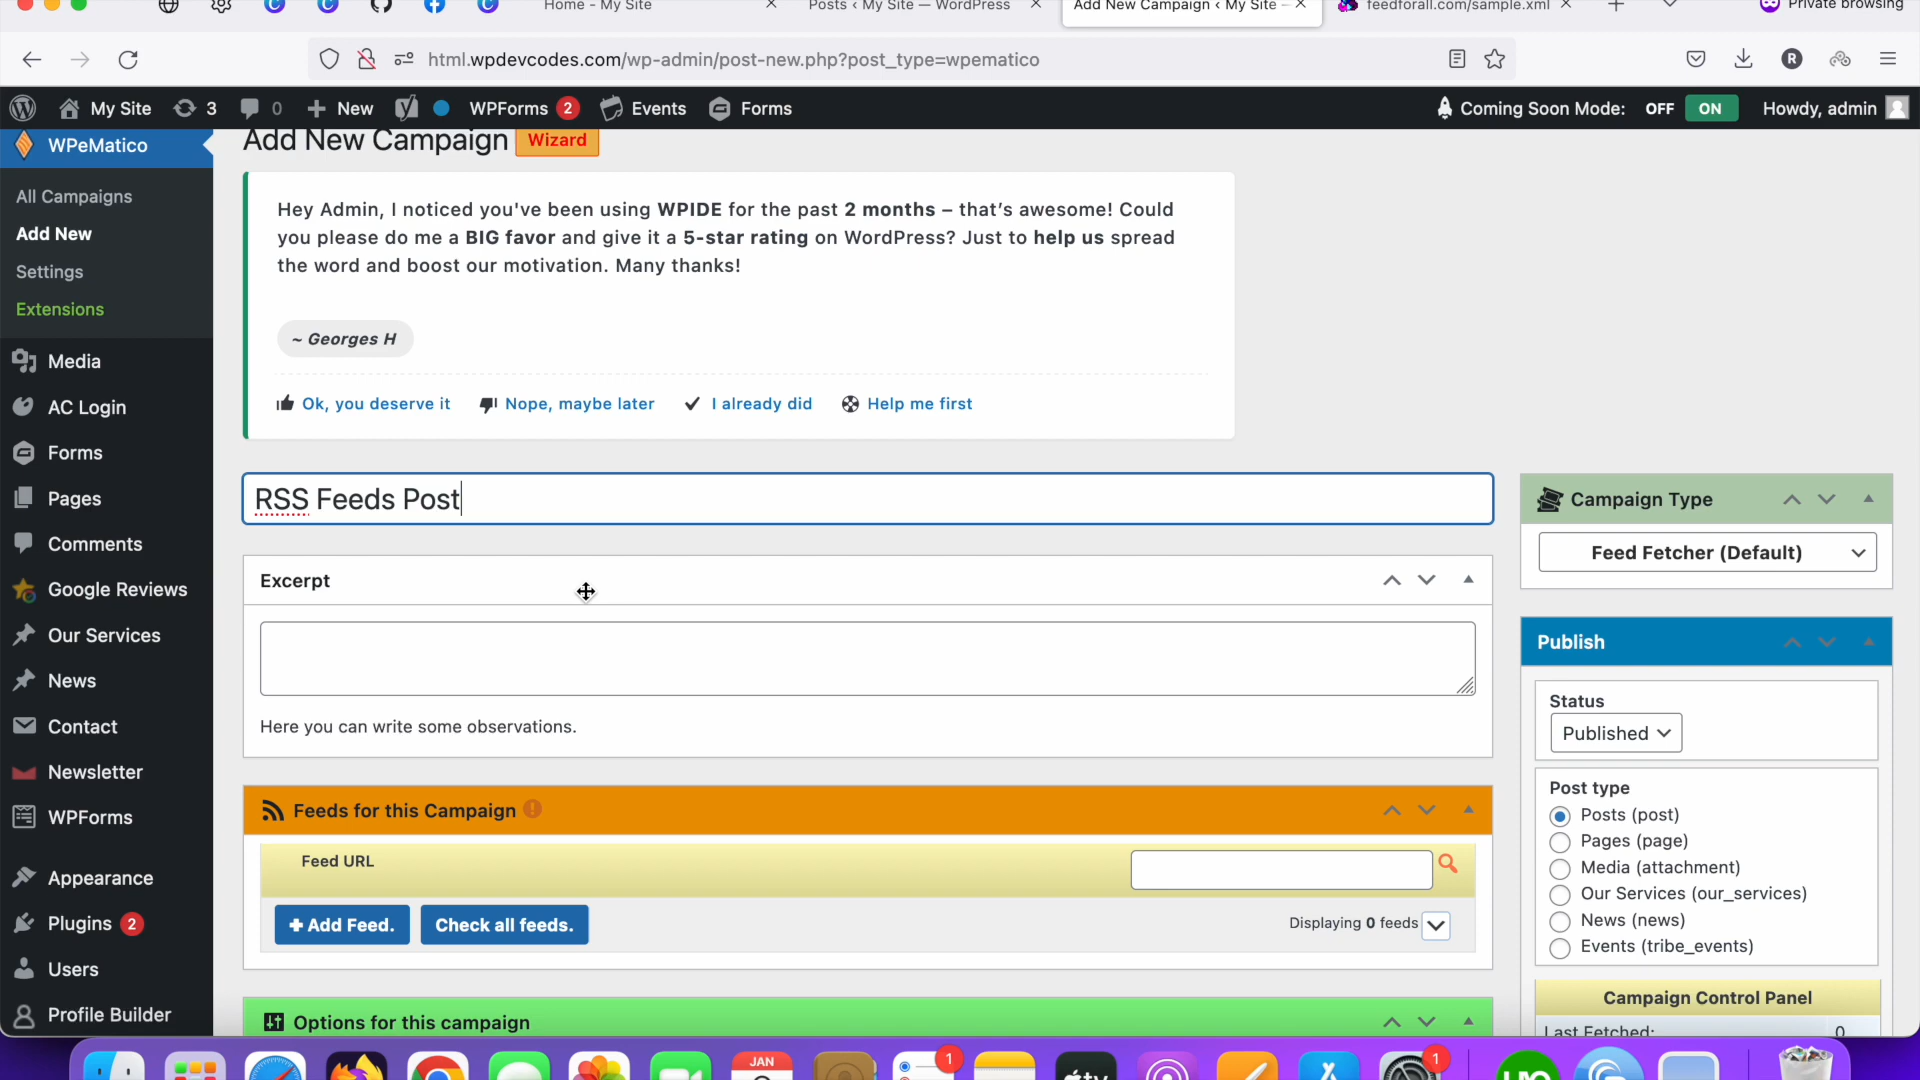 Home - My Site
Posts ‹ My Site — WordPress
Add New Campaign ‹ My Site –
feedforall.com/sample.xml
Private browsing
html.wpdevcodes.com/wp-admin/post-new.php?post_type=wpematico
R
My Site
3
0
New
WPForms 2
Events
Forms
Coming Soon Mode: OFF ON
Howdy, admin
WPeMatico
All Campaigns
Add New
Settings
Extensions
Media
AC Login
Forms
Pages
Comments
Google Reviews
Our Services
News
Contact
Newsletter
WPForms
Appearance
Plugins 2
Users
Profile Builder
Add New Campaign Wizard
Hey Admin, I noticed you've been using WPIDE for the past 2 months – that's awesome! Could
you please do me a BIG favor and give it a 5-star rating on WordPress? Just to help us spread
the word and boost our motivation. Many thanks!
~ Georges H
Ok, you deserve it
Nope, maybe later
I already did
Help me first
RSS Feeds Post
Excerpt
Here you can write some observations.
Feeds for this Campaign
Feed URL
Add Feed.
Check all feeds.
Displaying 0 feeds
Options for this campaign
Campaign Type
Feed Fetcher (Default)
Publish
Status
Published
Post type
Posts (post)
Pages (page)
Media (attachment)
Our Services (our_services)
News (news)
Events (tribe_events)
Campaign Control Panel
Last Fetched: 0
JAN
1
1